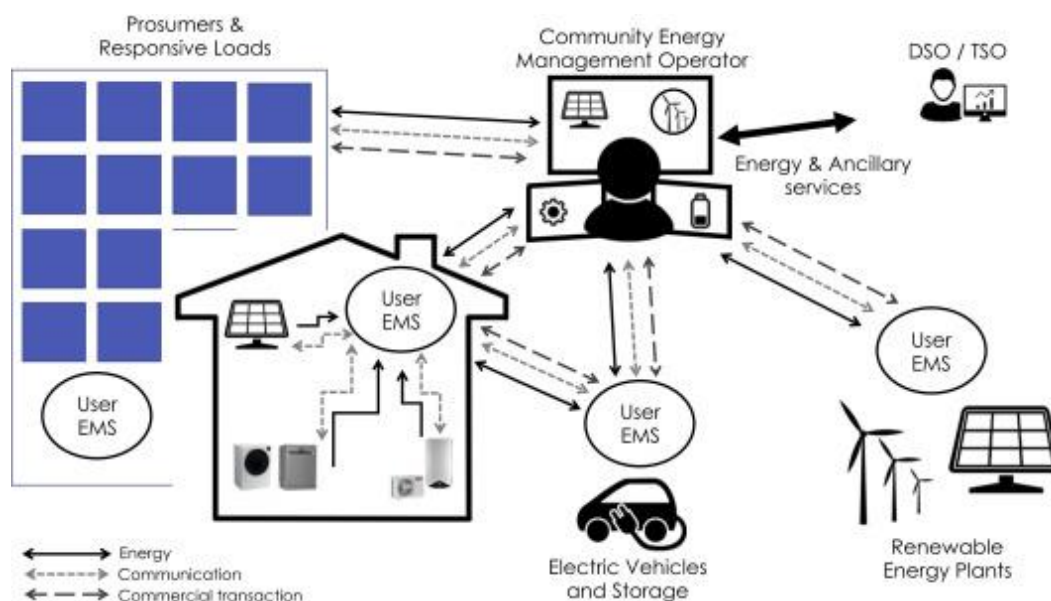 Prosumers &
Responsive Loads
Community Energy
Management Operator
DSO / TSO
Energy & Ancillary
services
User
EMS
User
EMS
User
EMS
User
EMS
Electric Vehicles
and Storage
Renewable
Energy Plants
Energy
Communication
Commercial transaction